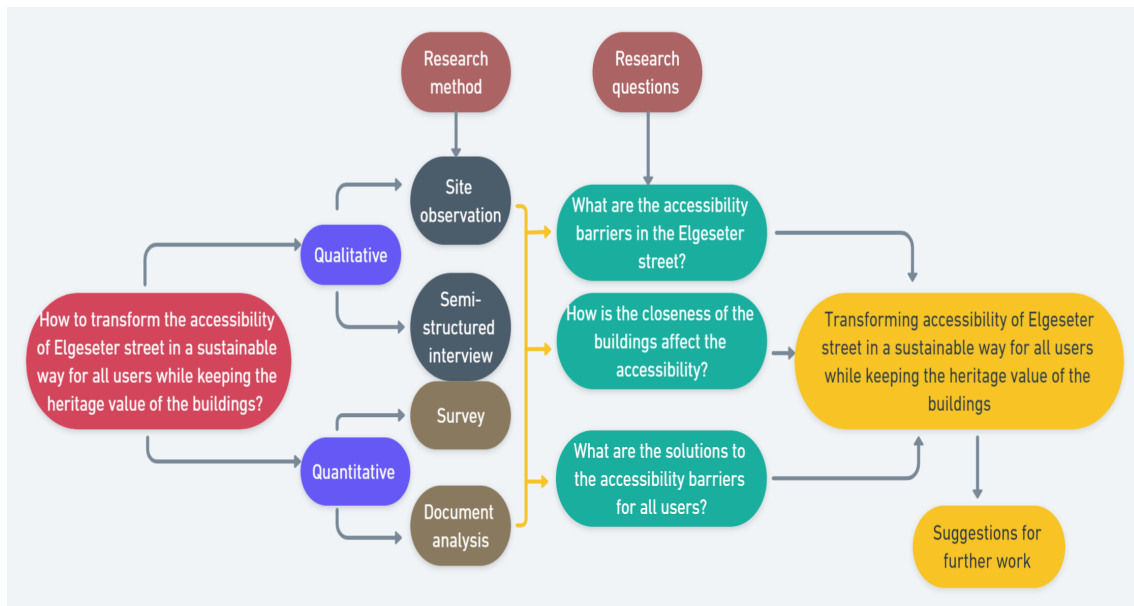 Research
method
Research
questions
Site
observation
What are the accessibility
barriers in the Elgeseter
street?
Qualitative
Semi-
structured
interview
How to transform the accessibility
of Elgeseter street in a sustainable
way for all users while keeping the
heritage value of the buildings?
How is the closeness of the
buildings affect the
accessibility?
Transforming accessibility of Elgeseter
street in a sustainable way for all users
while keeping the heritage value of the
buildings
Survey
Quantitative
What are the solutions to
the accessibility barriers
for all users?
Document
analysis
Suggestions for
further work